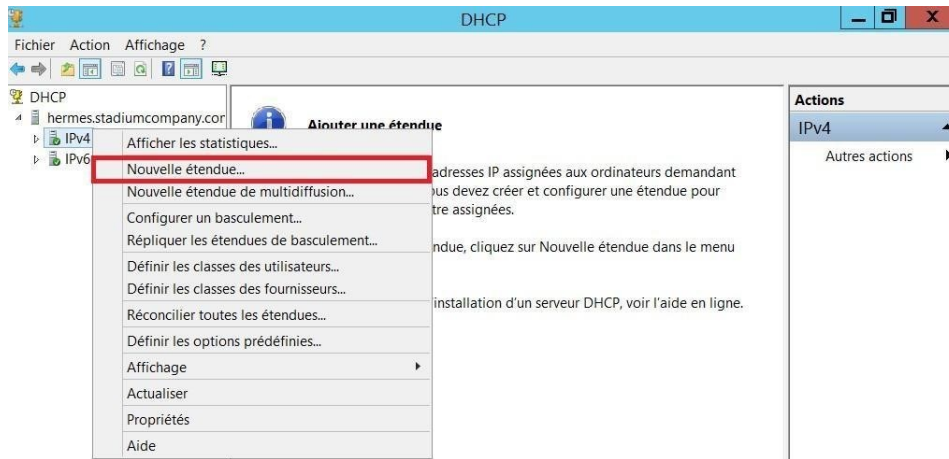 DHCP
Fichier Action Affichage ?
DHCP
hermes.stadiumcompany.cor
IPv4
IPv6
Afficher les statistiques...
Nouvelle étendue...
Nouvelle étendue de multidiffusion...
Configurer un basculement...
Répliquer les étendues de basculement...
Définir les classes des utilisateurs...
Définir les classes des fournisseurs...
Réconcilier toutes les étendues...
Définir les options prédéfinies...
Affichage
Actualiser
Propriétés
Aide
Ajouter une étendue
adresses IP assignées aux ordinateurs demandant
us devez créer et configurer une étendue pour
tre assignées.
ndue, cliquez sur Nouvelle étendue dans le menu
installation d'un serveur DHCP, voir l'aide en ligne.
Actions
IPv4
Autres actions